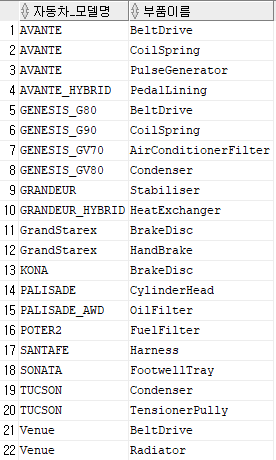 자동차_모델명 부품이름
1 AVANTE BeltDrive
2 AVANTE CoilSpring
3 AVANTE PulseGenerator
4 AVANTE_HYBRID PedalLining
5 GENESIS_G80 BeltDrive
6 GENESIS_G90 CoilSpring
7 GENESIS_GV70 AirConditionerFilter
8 GENESIS_GV80 Condenser
9 GRANDEUR Stabiliser
10 GRANDEUR_HYBRID HeatExchanger
11 GrandStarex BrakeDisc
12 GrandStarex HandBrake
13 KONA BrakeDisc
14 PALISADE CylinderHead
15 PALISADE_AWD OilFilter
16 POTER2 FuelFilter
17 SANTAFE Harness
18 SONATA FootwellTray
19 TUCSON Condenser
20 TUCSON TensionerPully
21 Venue BeltDrive
22 Venue Radiator